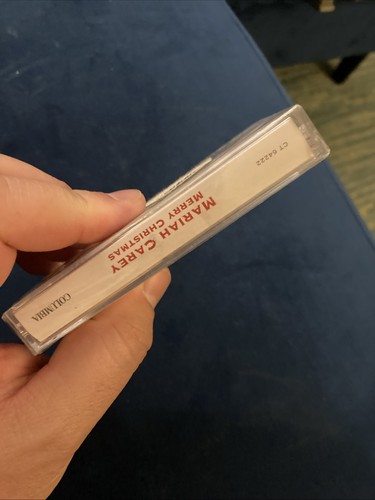 MARIAH CAREY
MERRY CHRISTMAS
COLUMBIA
CT 64222